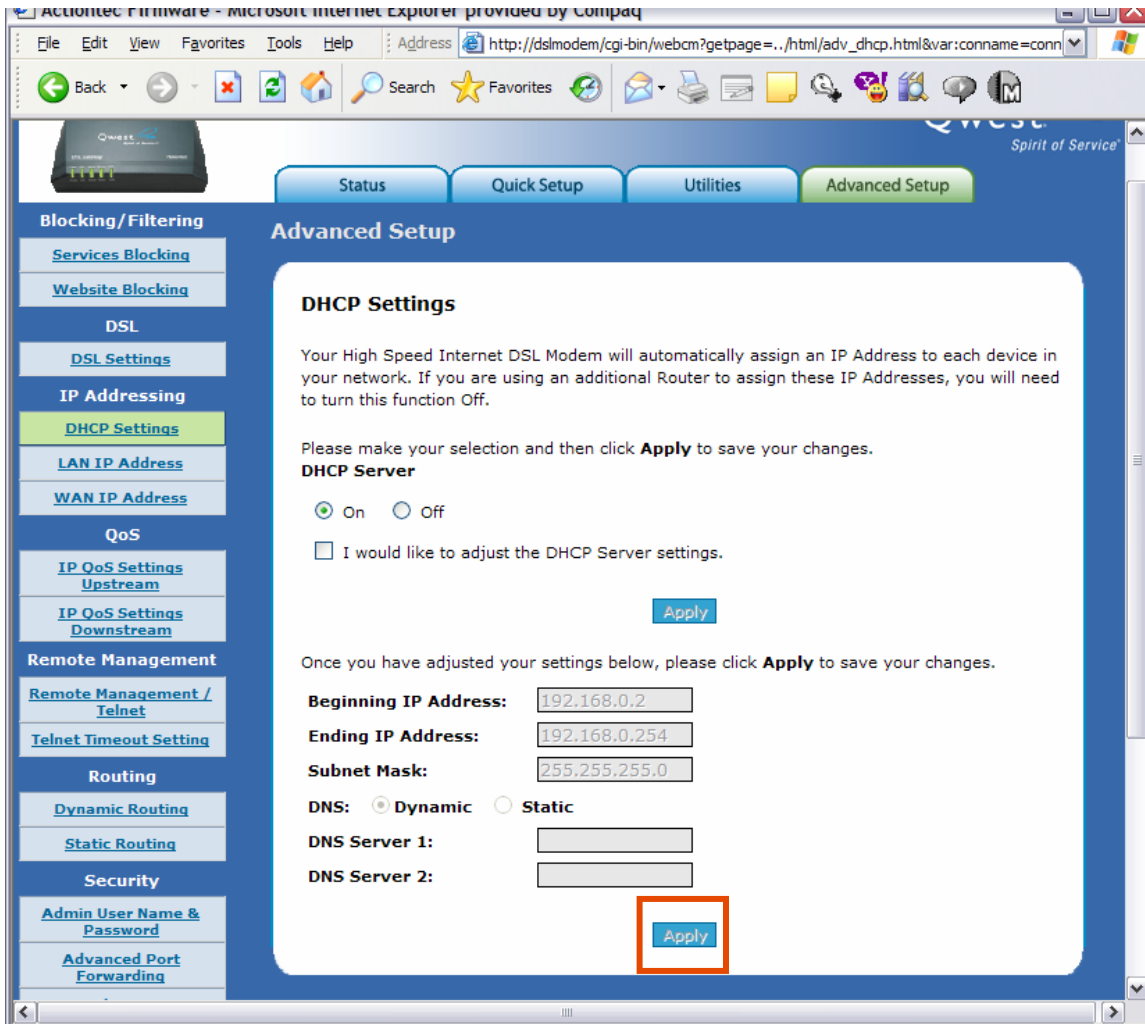 Actiontec Firmware - Microsoft Internet Explorer provided by Compaq
File Edit View Favorites Tools Help Address http://dslmodem/cgi-bin/webcm?getpage=../html/adv_dhcp.html&var:conname=conn
Back Search Favorites
Qwest
Qwest
Spirit of Service
Status Quick Setup Utilities Advanced Setup
Blocking/Filtering
Services Blocking
Website Blocking
DSL
DSL Settings
IP Addressing
DHCP Settings
LAN IP Address
WAN IP Address
QoS
IP QoS Settings
Upstream
IP QoS Settings
Downstream
Remote Management
Remote Management /
Telnet
Telnet Timeout Setting
Routing
Dynamic Routing
Static Routing
Security
Admin User Name &
Password
Advanced Port
Forwarding
Advanced Setup
DHCP Settings
Your High Speed Internet DSL Modem will automatically assign an IP Address to each device in
your network. If you are using an additional Router to assign these IP Addresses, you will need
to turn this function Off.
Please make your selection and then click Apply to save your changes.
DHCP Server
On Off
I would like to adjust the DHCP Server settings.
Apply
Once you have adjusted your settings below, please click Apply to save your changes.
Beginning IP Address: 192.168.0.2
Ending IP Address: 192.168.0.254
Subnet Mask: 255.255.255.0
DNS: Dynamic Static
DNS Server 1:
DNS Server 2:
Apply